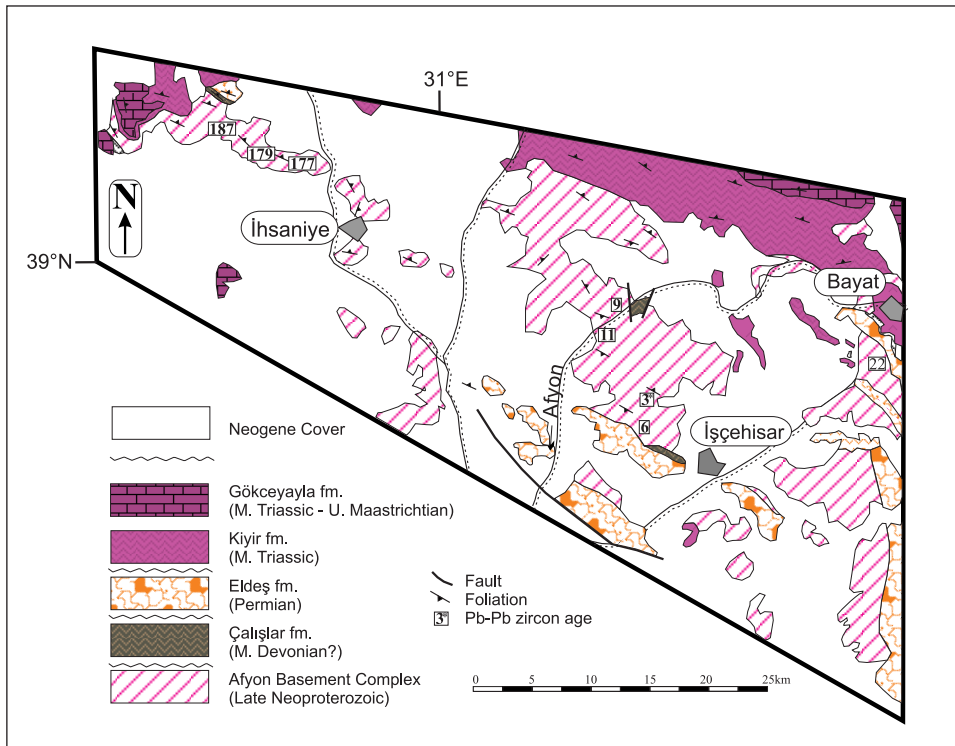 31°E
187
179
177
N
İhsaniye
39°N
Bayat
9
11
22
Afyon
3*
6
İşçehisar
Neogene Cover
Gökceyayla fm.
(M. Triassic - U. Maastrichtian)
Kiyir fm.
(M. Triassic)
Eldeş fm.
(Permian)
Çalışlar fm.
(M. Devonian?)
Afyon Basement Complex
(Late Neoproterozoic)
Fault
Foliation
3* Pb-Pb zircon age
0 5 10 15 20 25km